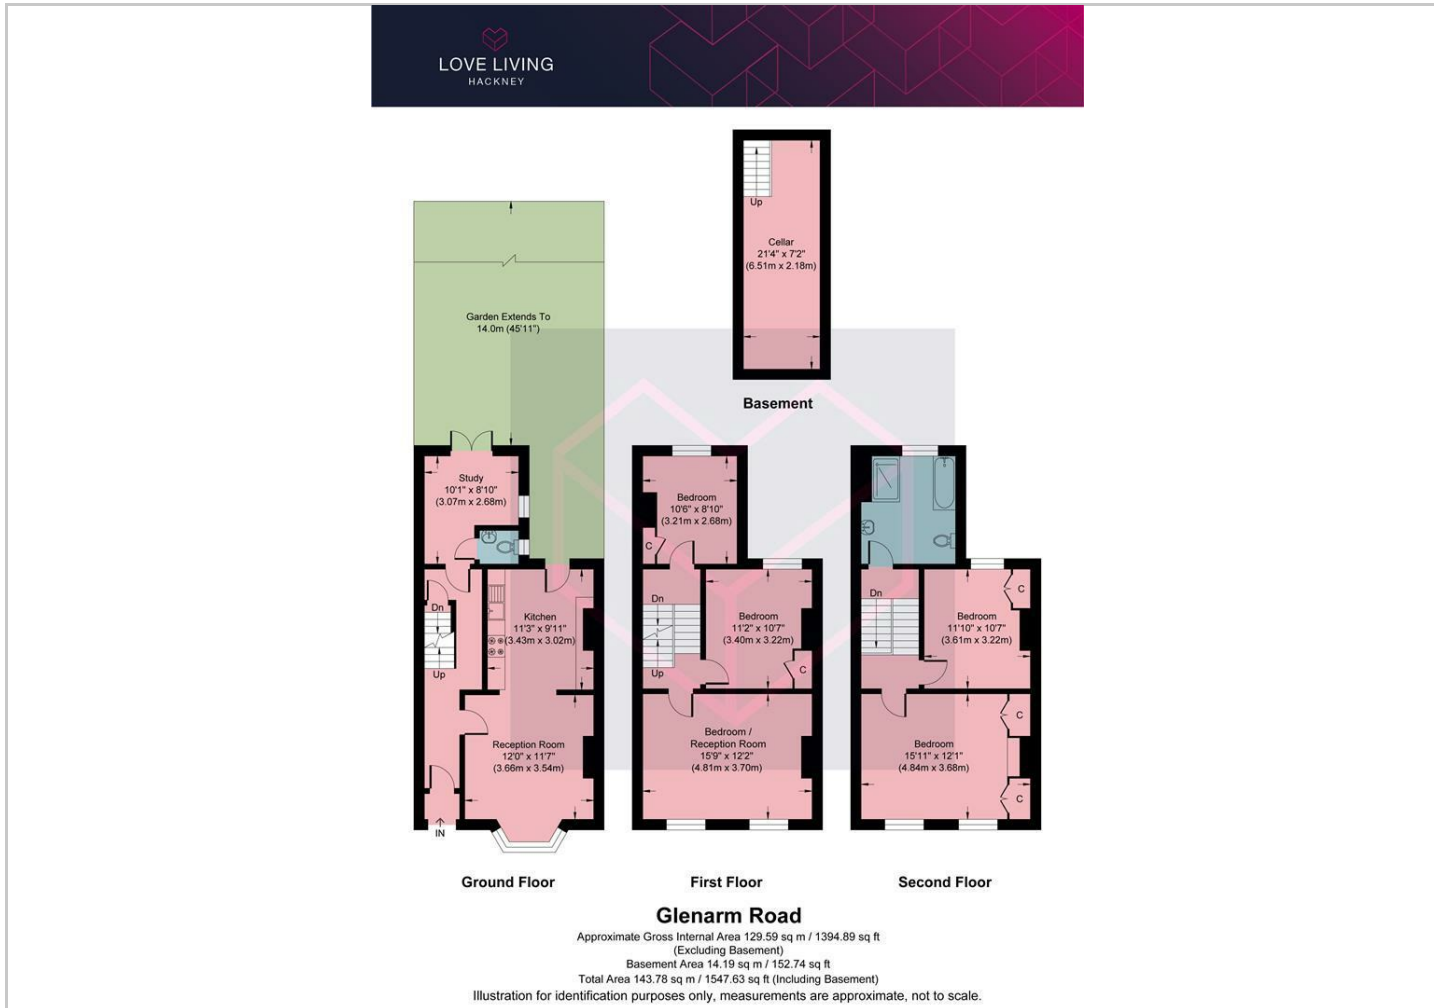 LOVE LIVING
HACKNEY
Up
Cellar
21'4" x 7'2"
(6.51m x 2.18m)
Basement
Garden Extends To
14.0m (45'11")
Study
10'1" x 8'10"
(3.07m x 2.68m)
Dn
Up
Kitchen
11'3" x 9'11"
(3.43m x 3.02m)
Reception Room
12'0" x 11'7"
(3.66m x 3.54m)
IN
Ground Floor
Bedroom
10'6" x 8'10"
(3.21m x 2.68m)
C
Dn
Up
Bedroom
11'2" x 10'7"
(3.40m x 3.22m)
C
Bedroom /
Reception Room
15'9" x 12'2"
(4.81m x 3.70m)
First Floor
Dn
C
Bedroom
11'10" x 10'7"
(3.61m x 3.22m)
C
Bedroom
15'11" x 12'1"
(4.84m x 3.68m)
C
Second Floor
Glenarm Road
Approximate Gross Internal Area 129.59 sq m / 1394.89 sq ft
(Excluding Basement)
Basement Area 14.19 sq m / 152.74 sq ft
Total Area 143.78 sq m / 1547.63 sq ft (Including Basement)
Illustration for identification purposes only, measurements are approximate, not to scale.